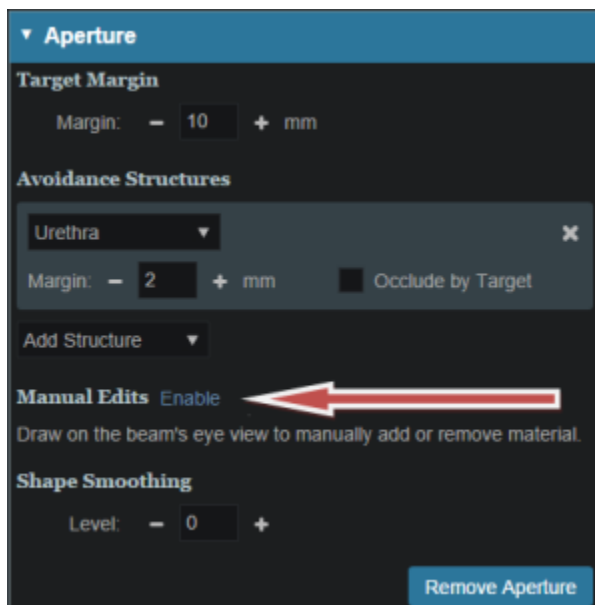 Aperture
Target Margin
Margin: − 10 + mm
Avoidance Structures
Urethra
Margin: − 2 + mm Occlude by Target
Add Structure
Manual Edits Enable
Draw on the beam's eye view to manually add or remove material.
Shape Smoothing
Level: − 0 +
Remove Aperture